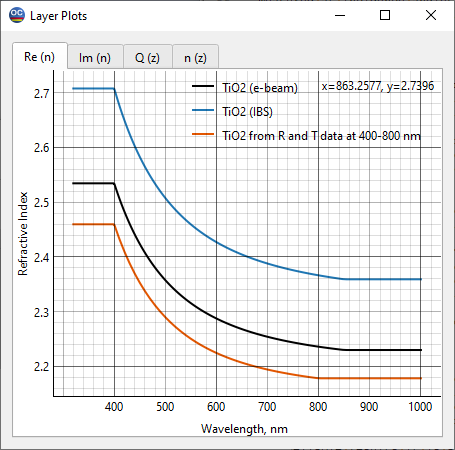 OC Layer Plots
Re (n) Im (n) Q (z) n (z)
TiO2 (e-beam) x=863.2577, y=2.7396
TiO2 (IBS)
TiO2 from R and T data at 400-800 nm
Refractive Index
2.7
2.6
2.5
2.4
2.3
2.2
400 500 600 700 800 900 1000
Wavelength, nm